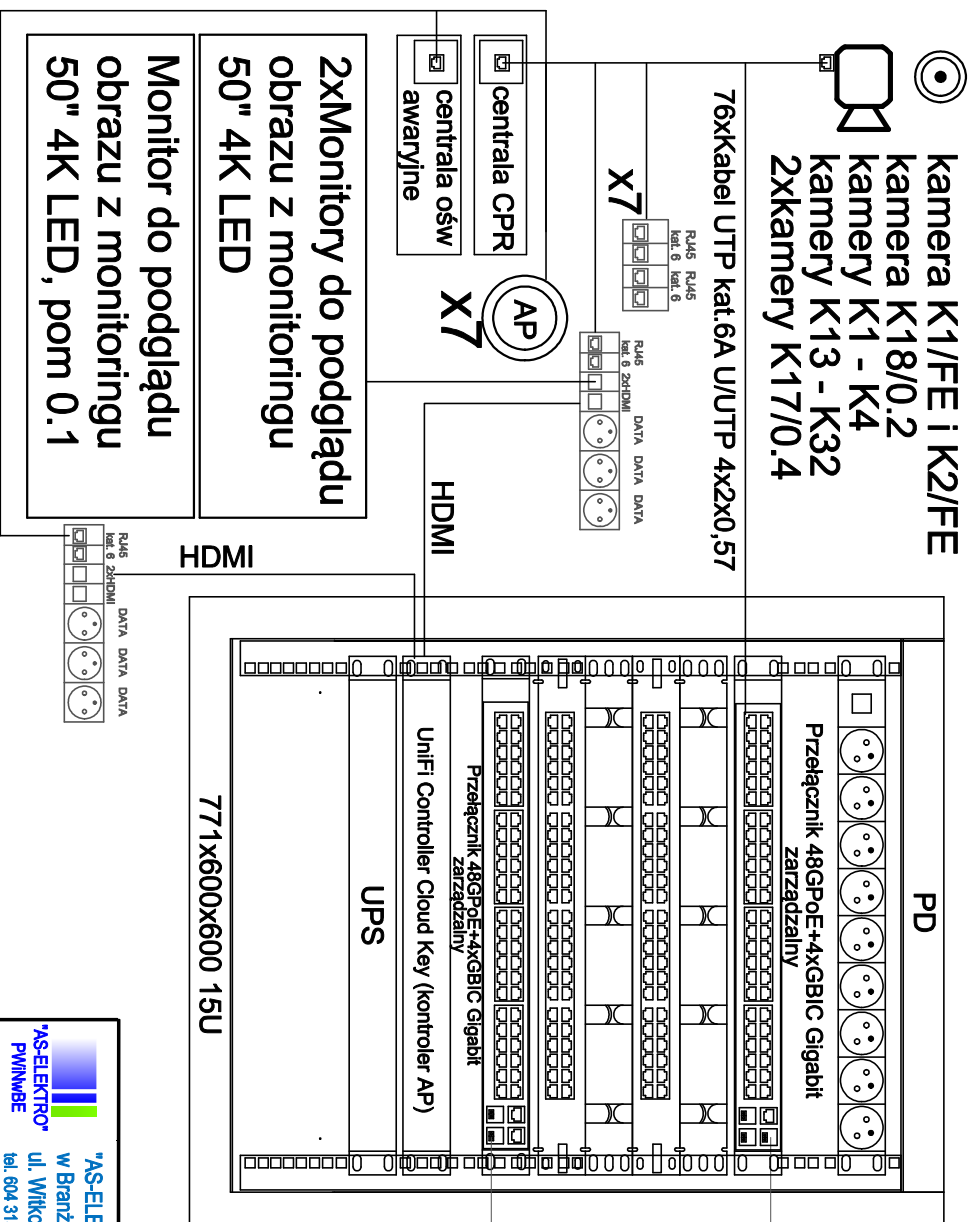 kamera K1/FE i K2/FE
kamera K18/0.2
kamery K1 - K4
kamery K13 - K32
2xkamery K17/0.4
76xKabel UTP kat.6A U/UTP 4x2x0,57
x7
RJ45
kat. 6
RJ45
kat. 6
centrala CPR
centrala ośw
awaryjne
AP
x7
RJ45
kat. 6
2xHDMI
DATA
DATA
DATA
2xMonitory do podglądu
obrazu z monitoringu
50" 4K LED
Monitor do podglądu
obrazu z monitoringu
50" 4K LED, pom 0.1
HDMI
HDMI
RJ45
kat. 6
2xHDMI
DATA
DATA
DATA
PD
Przełącznik 48GPoE+4xGBIC Gigabit
zarządzalny
Przełącznik 48GPoE+4xGBIC Gigabit
zarządzalny
UniFi Controller Cloud Key (kontroler AP)
UPS
771x600x600 15U
"AS-ELEKTRO"
PWiNwBE
"AS-ELE
w Branż
ul. Witko
tel. 604 31